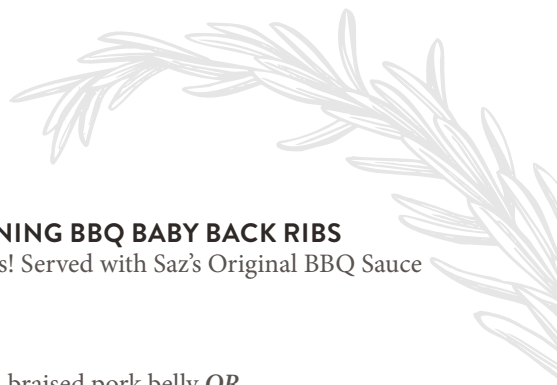 NING BBQ BABY BACK RIBS
s! Served with Saz’s Original BBQ Sauce
braised pork belly OR